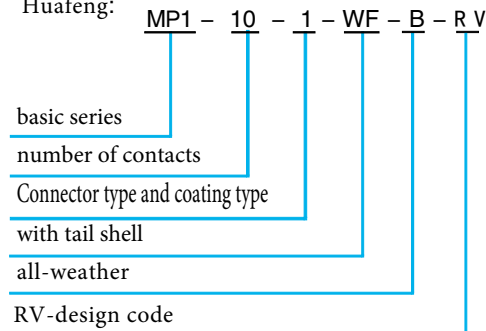 Huafeng:
MP1 – 10 – 1 – WF – B – R V
basic series
number of contacts
Connector type and coating type
with tail shell
all-weather
RV-design code